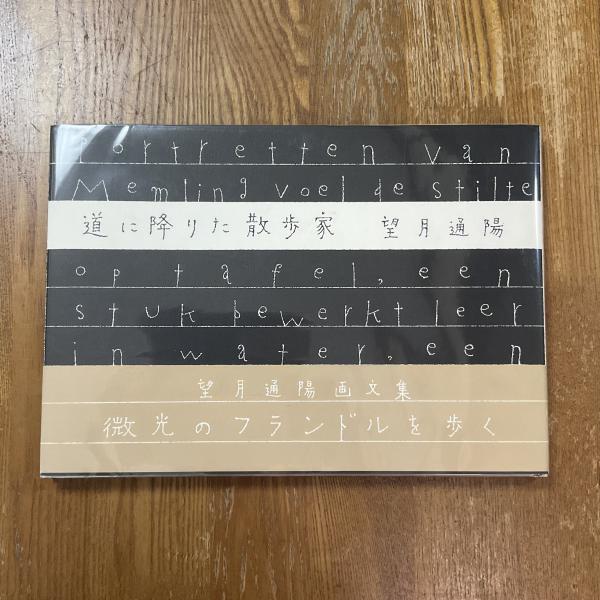 Portretten van
Memling voel de stilte
道に降りた散歩家 望月通陽
op tafel, een
stuk bewerkt leer
in water, een
望月通陽画文集
微光のフランドルを歩く